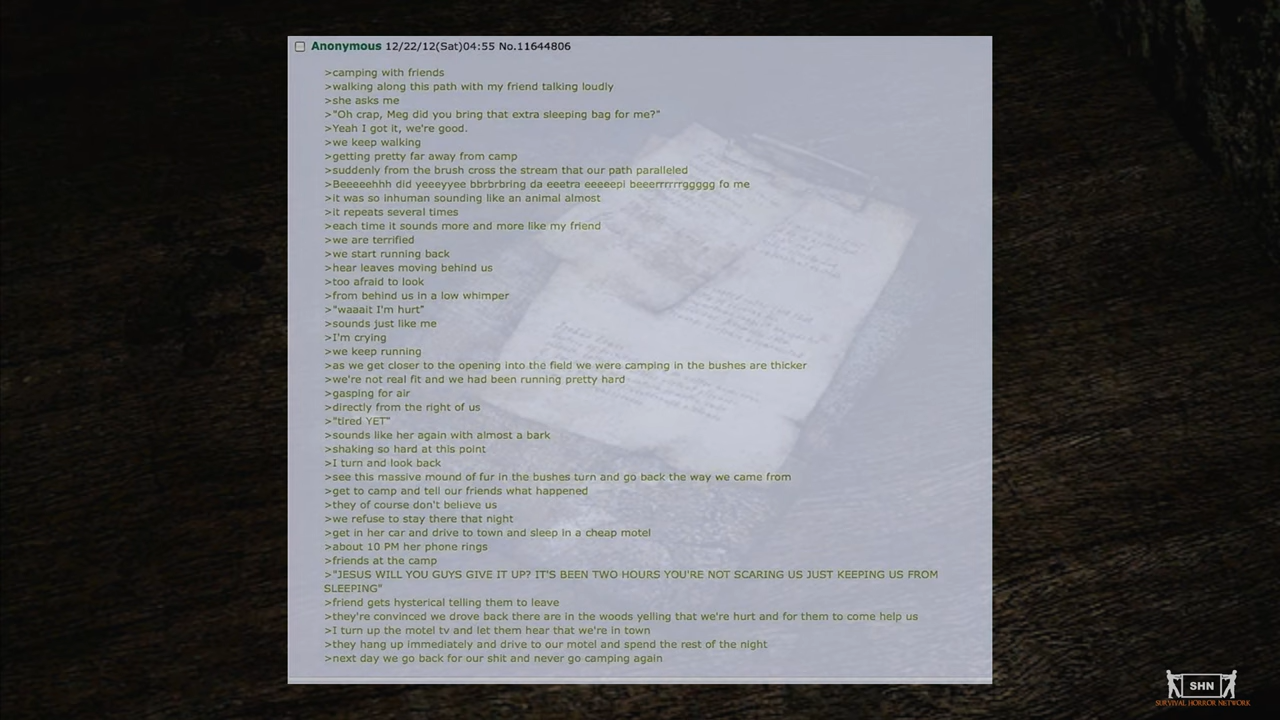 Anonymous 12/22/12(Sat)04:55 No.11644806
>camping with friends
>walking along this path with my friend talking loudly
>she asks me
>"Oh crap, Meg did you bring that extra sleeping bag for me?"
>Yeah I got it, we're good.
>we keep walking
>getting pretty far away from camp
>suddenly from the brush cross the stream that our path paralleled
>Beeeeehhh did yeeeyyee bbrbrbring da eeetra eeeeepi beeerrrrrrggggg fo me
>it was so inhuman sounding like an animal almost
>it repeats several times
>each time it sounds more and more like my friend
>we are terrified
>we start running back
>hear leaves moving behind us
>too afraid to look
>from behind us in a low whimper
>"waaait I'm hurt"
>sounds just like me
>I'm crying
>we keep running
>as we get closer to the opening into the field we were camping in the bushes are thicker
>we're not real fit and we had been running pretty hard
>gasping for air
>directly from the right of us
>"tired YET"
>sounds like her again with almost a bark
>shaking so hard at this point
>I turn and look back
>see this massive mound of fur in the bushes turn and go back the way we came from
>get to camp and tell our friends what happened
>they of course don't believe us
>we refuse to stay there that night
>get in her car and drive to town and sleep in a cheap motel
>about 10 PM her phone rings
>friends at the camp
>"JESUS WILL YOU GUYS GIVE IT UP? IT'S BEEN TWO HOURS YOU'RE NOT SCARING US JUST KEEPING US FROM
SLEEPING"
>friend gets hysterical telling them to leave
>they're convinced we drove back there are in the woods yelling that we're hurt and for them to come help us
>I turn up the motel tv and let them hear that we're in town
>they hang up immediately and drive to our motel and spend the rest of the night
>next day we go back for our shit and never go camping again
SHN
SURVIVAL HORROR NETWORK